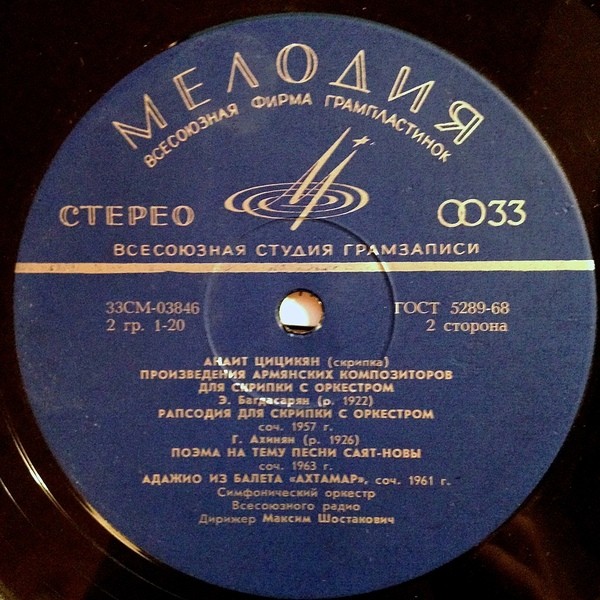 МЕЛОДИЯ
ВСЕСОЮЗНАЯ ФИРМА ГРАМПЛАСТИНОК
СТЕРЕО 33
ВСЕСОЮЗНАЯ СТУДИЯ ГРАМЗАПИСИ
33СМ-03846 ГОСТ 5289-68
2 гр. 1-20 2 сторона
АНАИТ ЦИЦИКЯН (скрипка)
ПРОИЗВЕДЕНИЯ АРМЯНСКИХ КОМПОЗИТОРОВ
ДЛЯ СКРИПКИ С ОРКЕСТРОМ
Э. Багдасарян (р. 1922)
РАПСОДИЯ ДЛЯ СКРИПКИ С ОРКЕСТРОМ
соч. 1957 г.
Г. Ахинян (р. 1926)
ПОЭМА НА ТЕМУ ПЕСНИ САЯТ-НОВЫ
соч. 1963 г.
АДАЖИО ИЗ БАЛЕТА «АХТАМАР», соч. 1961 г.
Симфонический оркестр
Всесоюзного радио
Дирижер Максим Шостакович